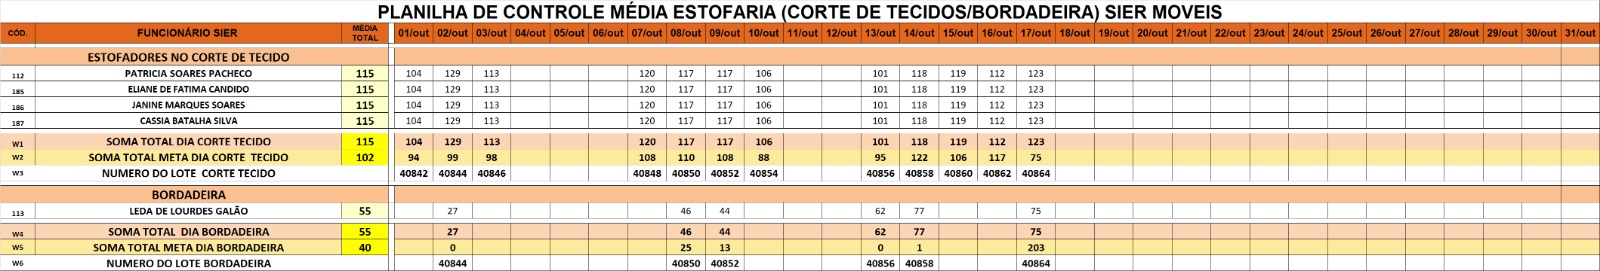 PLANILHA DE CONTROLE MÉDIA ESTOFARIA (CORTE DE TECIDOS/BORDADEIRA) SIER MOVEIS
CÓD. FUNCIONÁRIO SIER MÉDIA TOTAL 01/out 02/out 03/out 04/out 05/out 06/out 07/out 08/out 09/out 10/out 11/out 12/out 13/out 14/out 15/out 16/out 17/out 18/out 19/out 20/out 21/out 22/out 23/out 24/out 25/out 26/out 27/out 28/out 29/out 30/out 31/out
ESTOFADORES NO CORTE DE TECIDO
112 PATRICIA SOARES PACHECO 115 104 129 113 120 117 117 106 101 118 119 112 123
185 ELIANE DE FATIMA CANDIDO 115 104 129 113 120 117 117 106 101 118 119 112 123
186 JANINE MARQUES SOARES 115 104 129 113 120 117 117 106 101 118 119 112 123
187 CASSIA BATALHA SILVA 115 104 129 113 120 117 117 106 101 118 119 112 123
W1 SOMA TOTAL DIA CORTE TECIDO 115 104 129 113 120 117 117 106 101 118 119 112 123
W2 SOMA TOTAL META DIA CORTE TECIDO 102 94 99 98 108 110 108 88 95 122 106 117 75
W3 NUMERO DO LOTE CORTE TECIDO 40842 40844 40846 40848 40850 40852 40854 40856 40858 40860 40862 40864
BORDADEIRA
113 LEDA DE LOURDES GALÃO 55 27 46 44 62 77 75
W4 SOMA TOTAL DIA BORDADEIRA 55 27 46 44 62 77 75
W5 SOMA TOTAL META DIA BORDADEIRA 40 0 25 13 0 1 203
W6 NUMERO DO LOTE BORDADEIRA 40844 40850 40852 40856 40858 40864